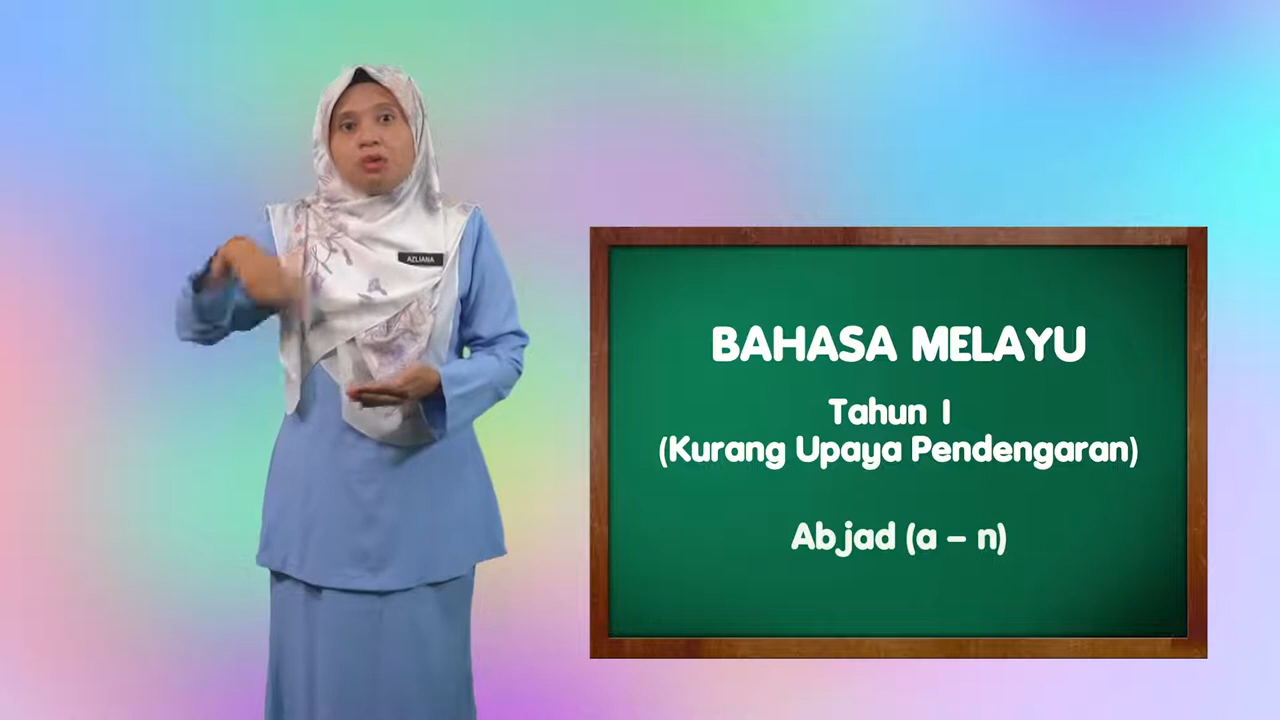 AZLIANA
BAHASA MELAYU
Tahun 1
(Kurang Upaya Pendengaran)
Abjad (a – n)